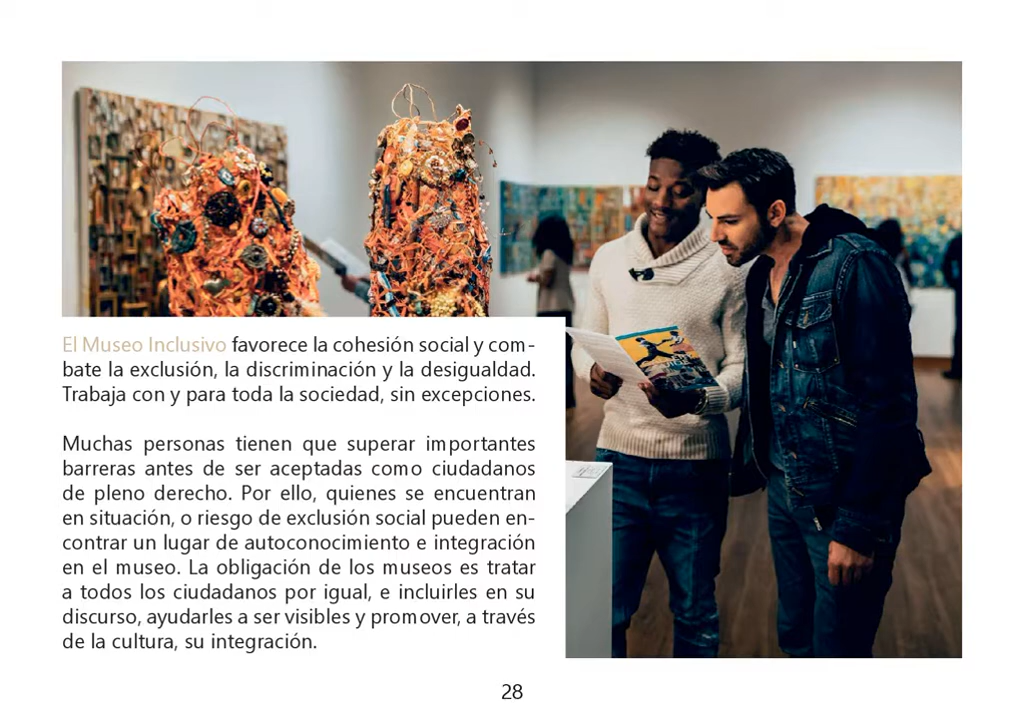 El Museo Inclusivo favorece la cohesión social y com-
bate la exclusión, la discriminación y la desigualdad.
Trabaja con y para toda la sociedad, sin excepciones.
Muchas personas tienen que superar importantes
barreras antes de ser aceptadas como ciudadanos
de pleno derecho. Por ello, quienes se encuentran
en situación, o riesgo de exclusión social pueden en-
contrar un lugar de autoconocimiento e integración
en el museo. La obligación de los museos es tratar
a todos los ciudadanos por igual, e incluirles en su
discurso, ayudarles a ser visibles y promover, a través
de la cultura, su integración.
28